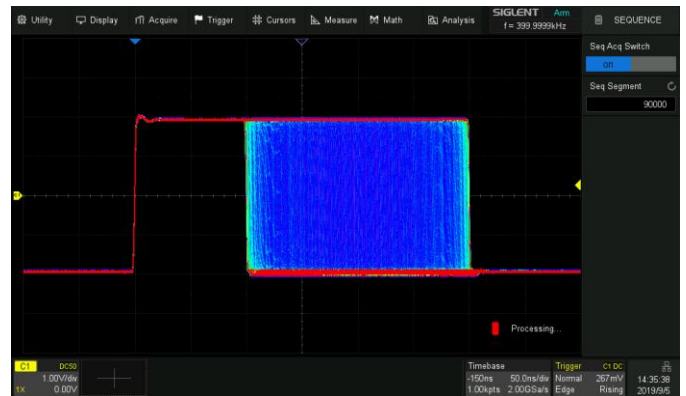 Utility Display Acquire Trigger Cursors Measure Math Analysis
SIGLENT Arm
f = 399.9999kHz
SEQUENCE
Seq Acq Switch
on
Seq Segment
90000
Processing...
C1 DC50
1.00V/div
1X 0.00V
Timebase
-150ns 50.0ns/div
1.00kpts 2.00GSa/s
Trigger C1 DC
Normal 267mV
Edge Rising
14:35:38
2019/9/5